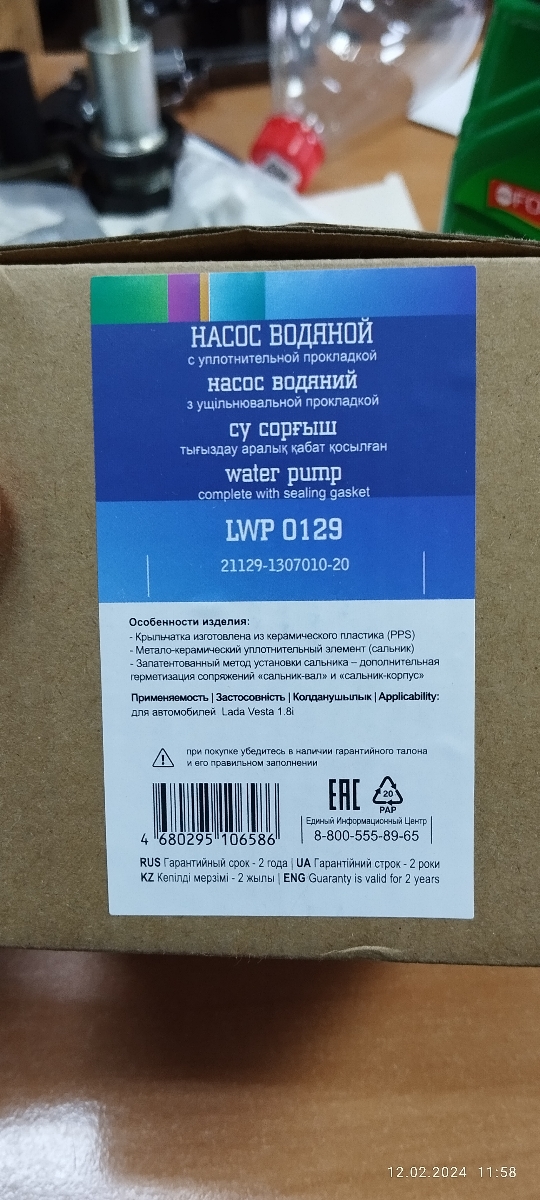 FO
НАСОС ВОДЯНОЙ
с уплотнительной прокладкой
насос водяний
з ущільнювальной прокладкой
су сорғыш
тығыздау аралық қабат қосылған
water pump
complete with sealing gasket
LWP 0129
21129-1307010-20
Особенности изделия:
- Крыльчатка изготовлена из керамического пластика (PPS)
- Метало-керамический уплотнительный элемент (сальник)
- Запатентованный метод установки сальника – дополнительная
герметизация сопряжений «сальник-вал» и «сальник-корпус»
Применяемость | Застосовність | Колданушылык | Applicability:
для автомобилей Lada Vesta 1.8i
при покупке убедитесь в наличии гарантийного талона
и его правильном заполнении
4 680295 106586
EAC
20
PAP
Единый Информационный Центр
8-800-555-89-65
RUS Гарантийный срок - 2 года | UA Гарантійний строк - 2 роки
KZ Кепілді мерзімі - 2 жылы | ENG Guaranty is valid for 2 years
12.02.2024 11:58